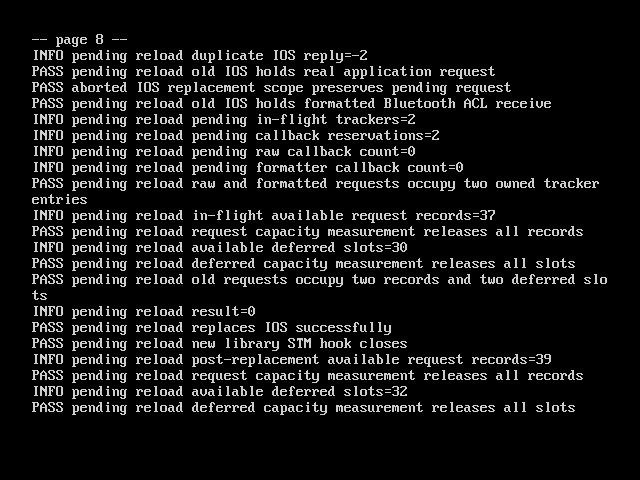 -- page 8 --
INFO pending reload duplicate IOS reply=-2
PASS pending reload old IOS holds real application request
PASS aborted IOS replacement scope preserves pending request
PASS pending reload old IOS holds formatted Bluetooth ACL receive
INFO pending reload pending in-flight trackers=2
INFO pending reload pending callback reservations=2
INFO pending reload pending raw callback count=0
INFO pending reload pending formatter callback count=0
PASS pending reload raw and formatted requests occupy two owned tracker
entries
INFO pending reload in-flight available request records=37
PASS pending reload request capacity measurement releases all records
INFO pending reload available deferred slots=30
PASS pending reload deferred capacity measurement releases all slots
PASS pending reload old requests occupy two records and two deferred slo
ts
INFO pending reload result=0
PASS pending reload replaces IOS successfully
PASS pending reload new library STM hook closes
INFO pending reload post-replacement available request records=39
PASS pending reload request capacity measurement releases all records
INFO pending reload available deferred slots=32
PASS pending reload deferred capacity measurement releases all slots